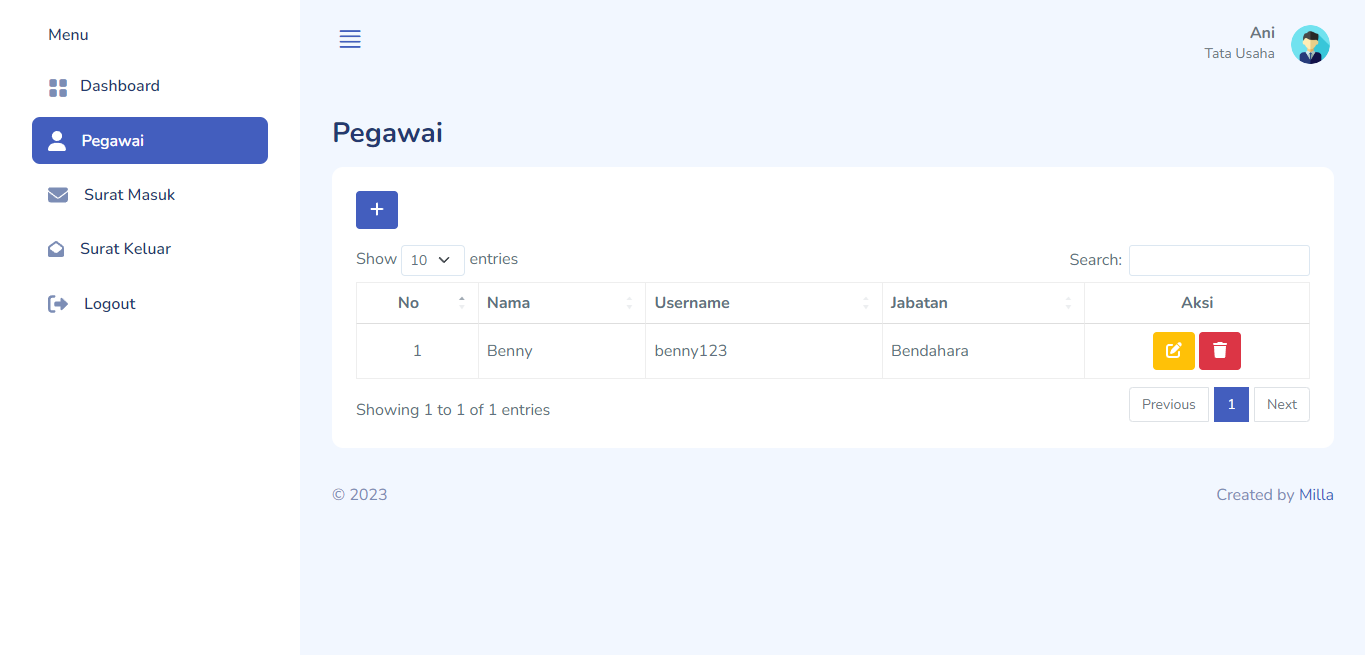 Menu
Dashboard
Pegawai
Surat Masuk
Surat Keluar
Logout
Ani
Tata Usaha
Pegawai
Show 10 entries
Search:
No Nama Username Jabatan Aksi
1 Benny benny123 Bendahara
Showing 1 to 1 of 1 entries
Previous 1 Next
© 2023
Created by Milla